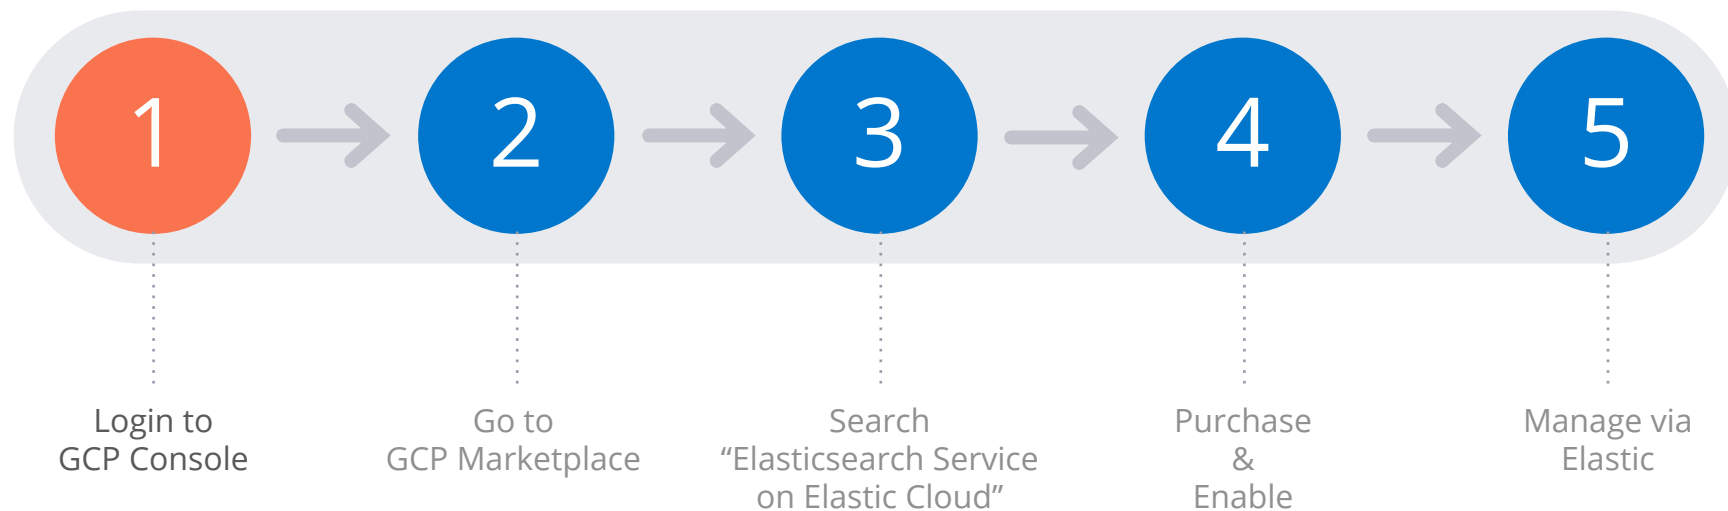 1
2
3
4
5
Login to
GCP Console
Go to
GCP Marketplace
Search
“Elasticsearch Service
on Elastic Cloud”
Purchase
&
Enable
Manage via
Elastic